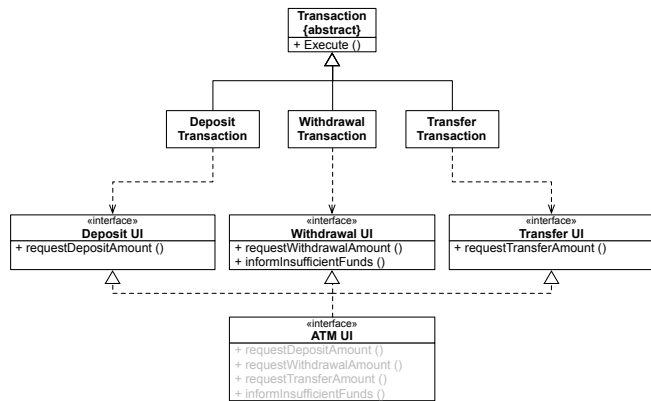 Transaction
{abstract}
+ Execute ()
Deposit
Transaction
Withdrawal
Transaction
Transfer
Transaction
«interface»
Deposit UI
+ requestDepositAmount ()
«interface»
Withdrawal UI
+ requestWithdrawalAmount ()
+ informInsufficientFunds ()
«interface»
Transfer UI
+ requestTransferAmount ()
«interface»
ATM UI
+ requestDepositAmount ()
+ requestWithdrawalAmount ()
+ requestTransferAmount ()
+ informInsufficientFunds ()